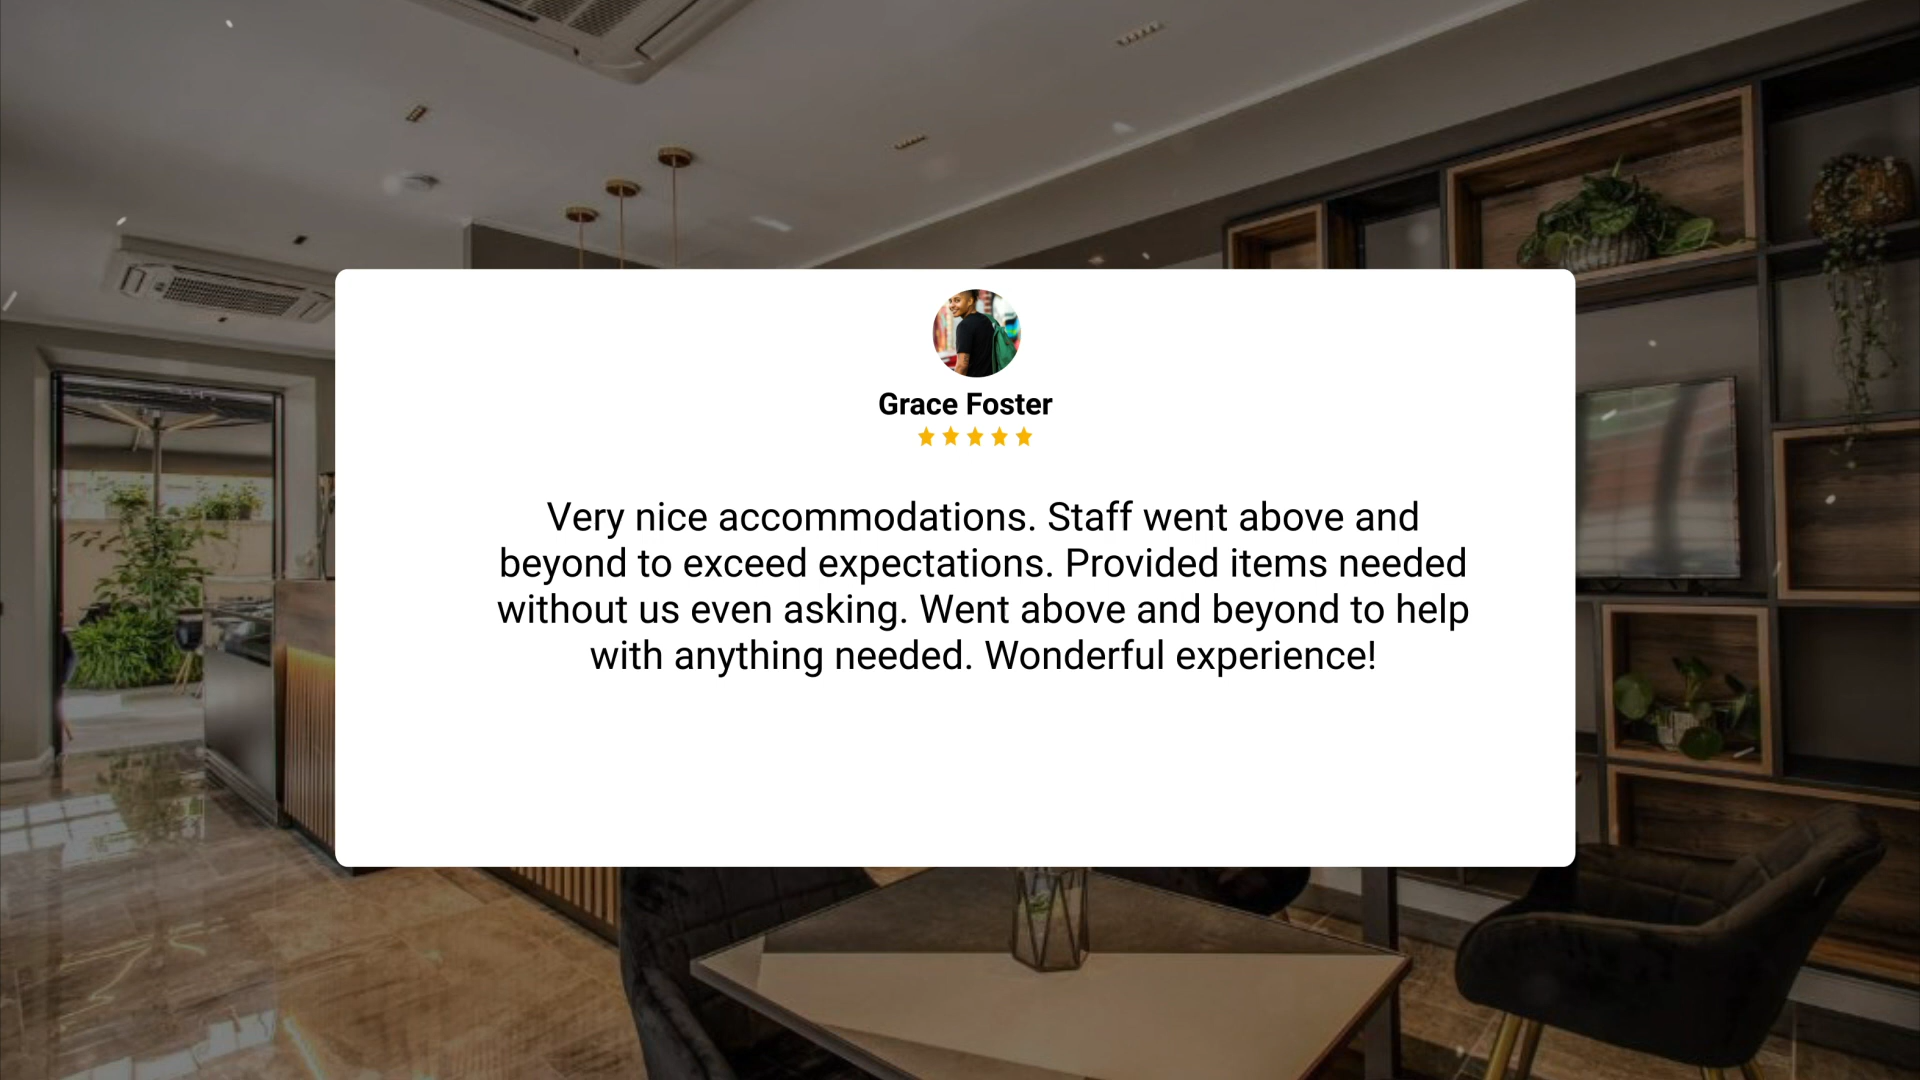 Grace Foster
Very nice accommodations. Staff went above and
beyond to exceed expectations. Provided items needed
without us even asking. Went above and beyond to help
with anything needed. Wonderful experience!